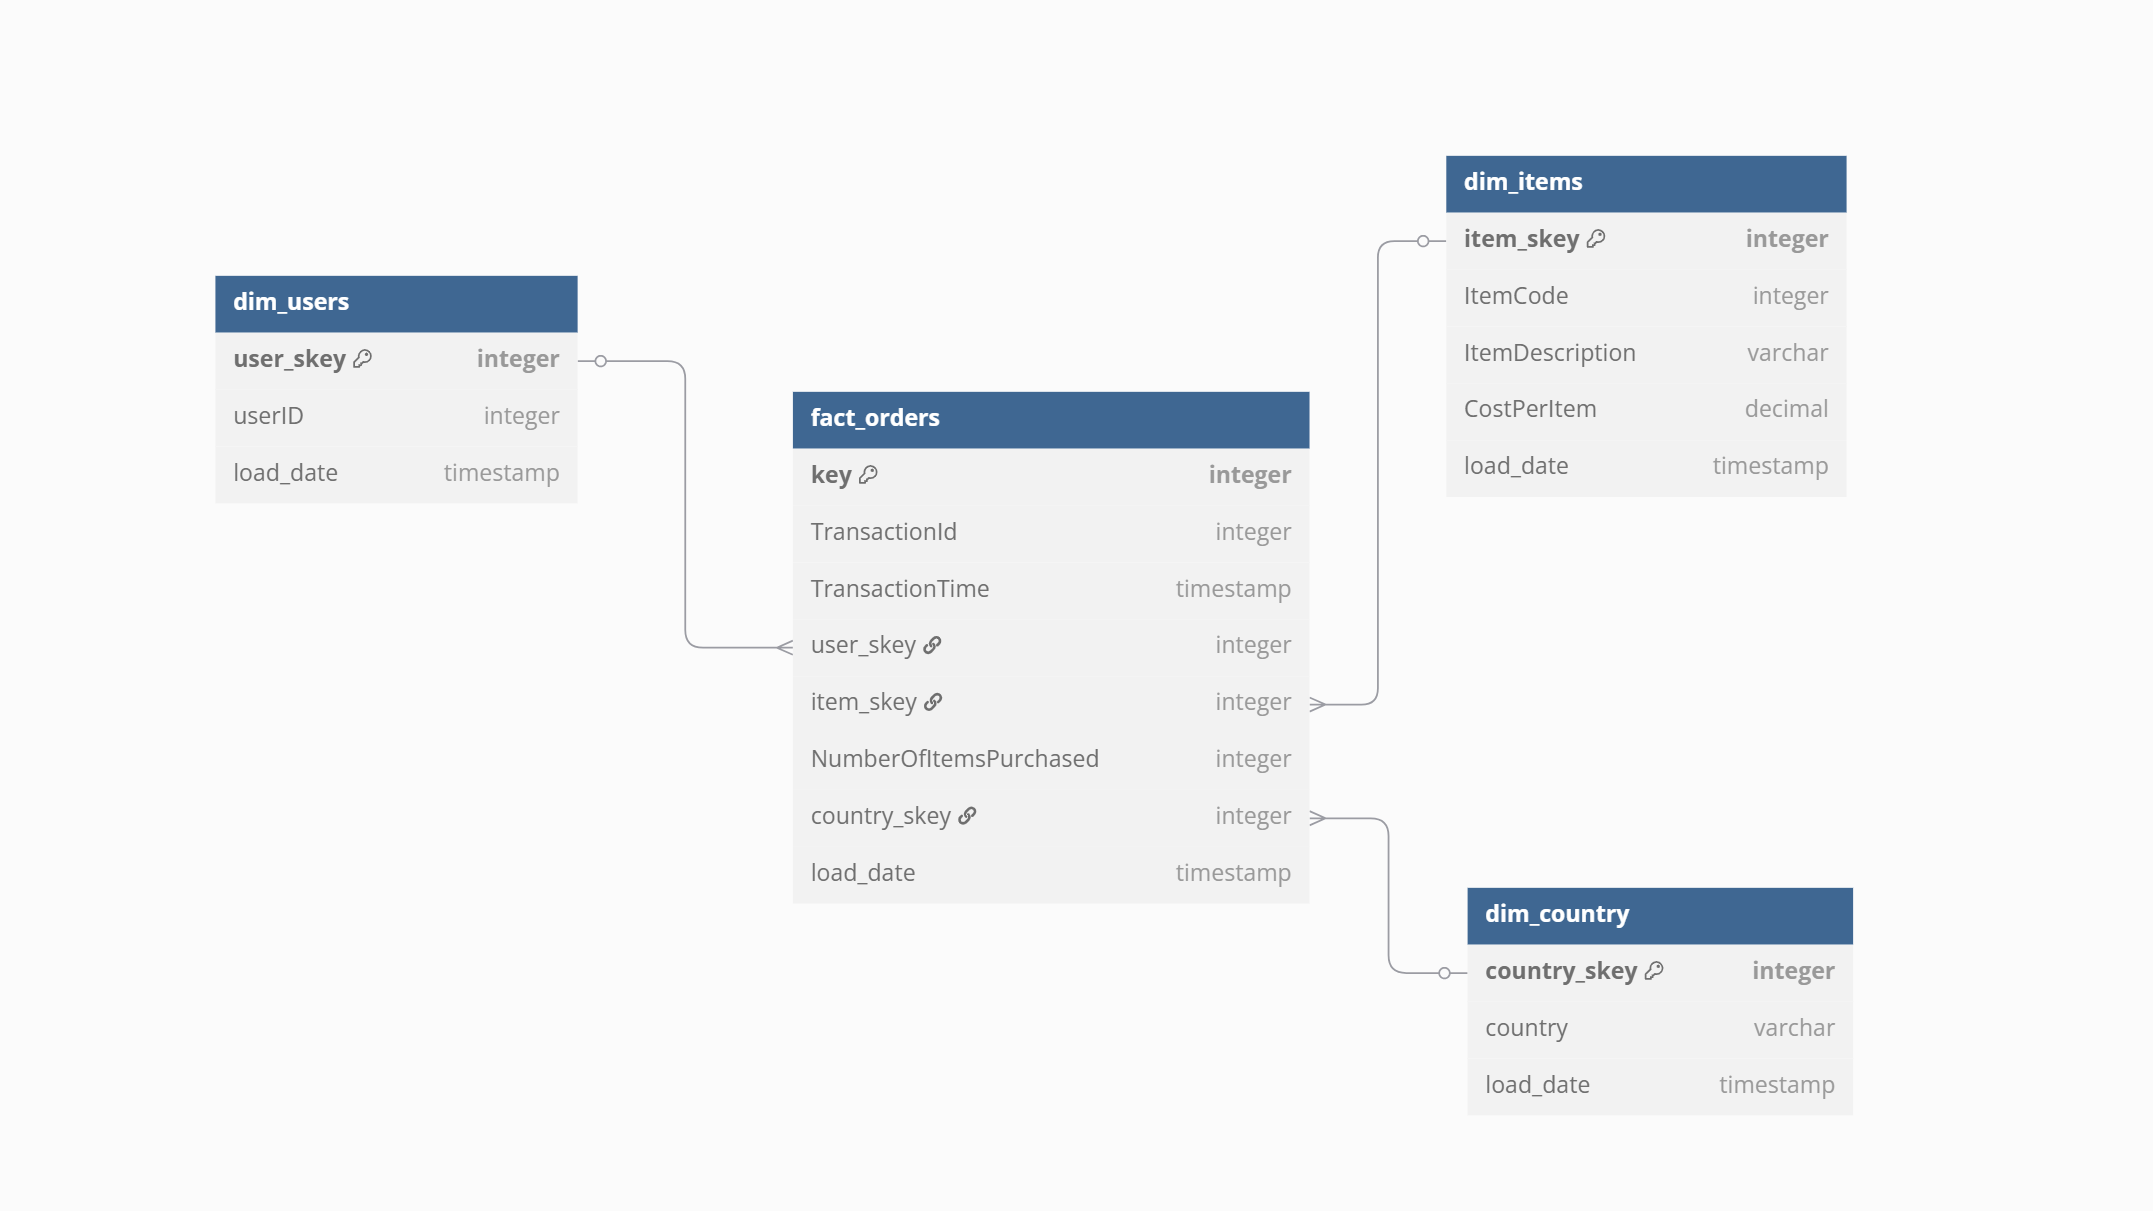 dim_users
user_skey integer
userID integer
load_date timestamp
fact_orders
key integer
TransactionId integer
TransactionTime timestamp
user_skey integer
item_skey integer
NumberOfItemsPurchased integer
country_skey integer
load_date timestamp
dim_items
item_skey integer
ItemCode integer
ItemDescription varchar
CostPerItem decimal
load_date timestamp
dim_country
country_skey integer
country varchar
load_date timestamp